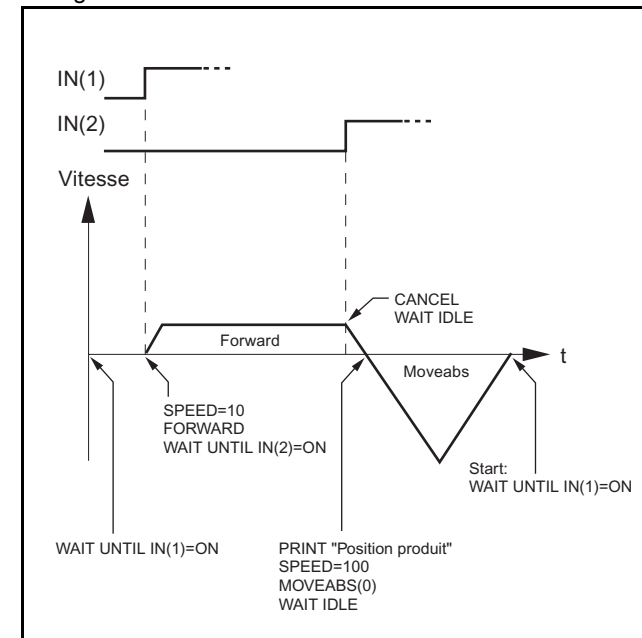 IN(1)
IN(2)
Vitesse
CANCEL
WAIT IDLE
Forward
t
Moveabs
SPEED=10
FORWARD
WAIT UNTIL IN(2)=ON
Start:
WAIT UNTIL IN(1)=ON
WAIT UNTIL IN(1)=ON
PRINT "Position produit"
SPEED=100
MOVEABS(0)
WAIT IDLE